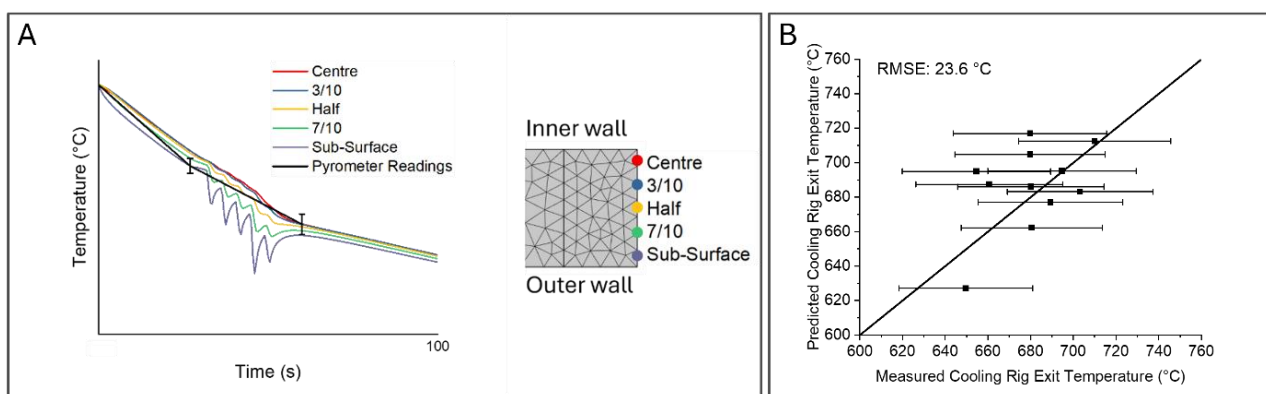 A
Centre
3/10
Half
7/10
Sub-Surface
Pyrometer Readings
Temperature (°C)
100
Time (s)
Inner wall
Centre
3/10
Half
7/10
Sub-Surface
Outer wall
B
RMSE: 23.6 °C
Predicted Cooling Rig Exit Temperature (°C)
760
740
720
700
680
660
640
620
600
600 620 640 660 680 700 720 740 760
Measured Cooling Rig Exit Temperature (°C)